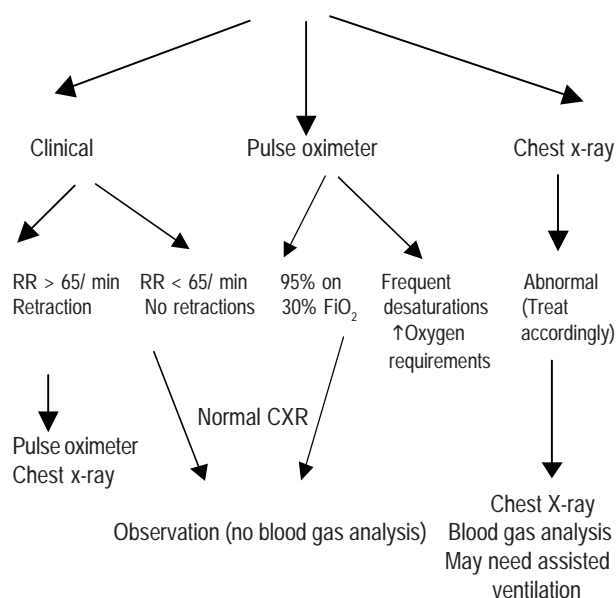 Clinical
Pulse oximeter
Chest x-ray
RR > 65/ min
Retraction
RR < 65/ min
No retractions
95% on
30% FiO₂
Frequent
desaturations
↑Oxygen
requirements
Abnormal
(Treat
accordingly)
Normal CXR
Pulse oximeter
Chest x-ray
Observation (no blood gas analysis)
Chest X-ray
Blood gas analysis
May need assisted
ventilation